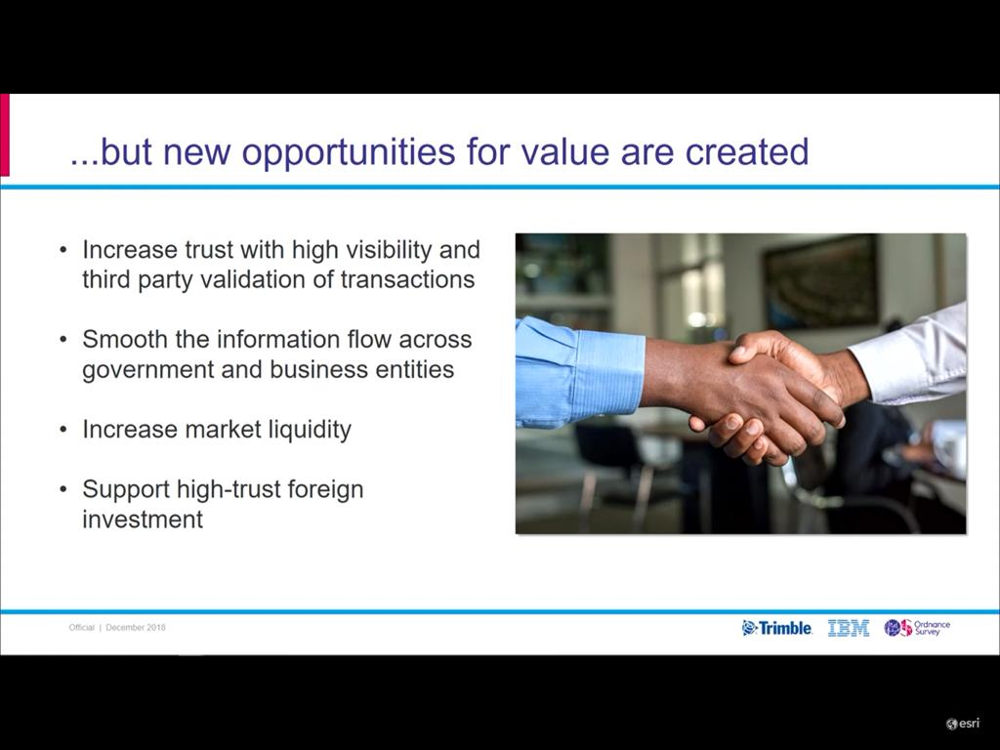 ...but new opportunities for value are created
• Increase trust with high visibility and
third party validation of transactions
• Smooth the information flow across
government and business entities
• Increase market liquidity
• Support high-trust foreign
investment
Official | December 2018
Trimble
IBM
OS Ordnance
Survey
esri